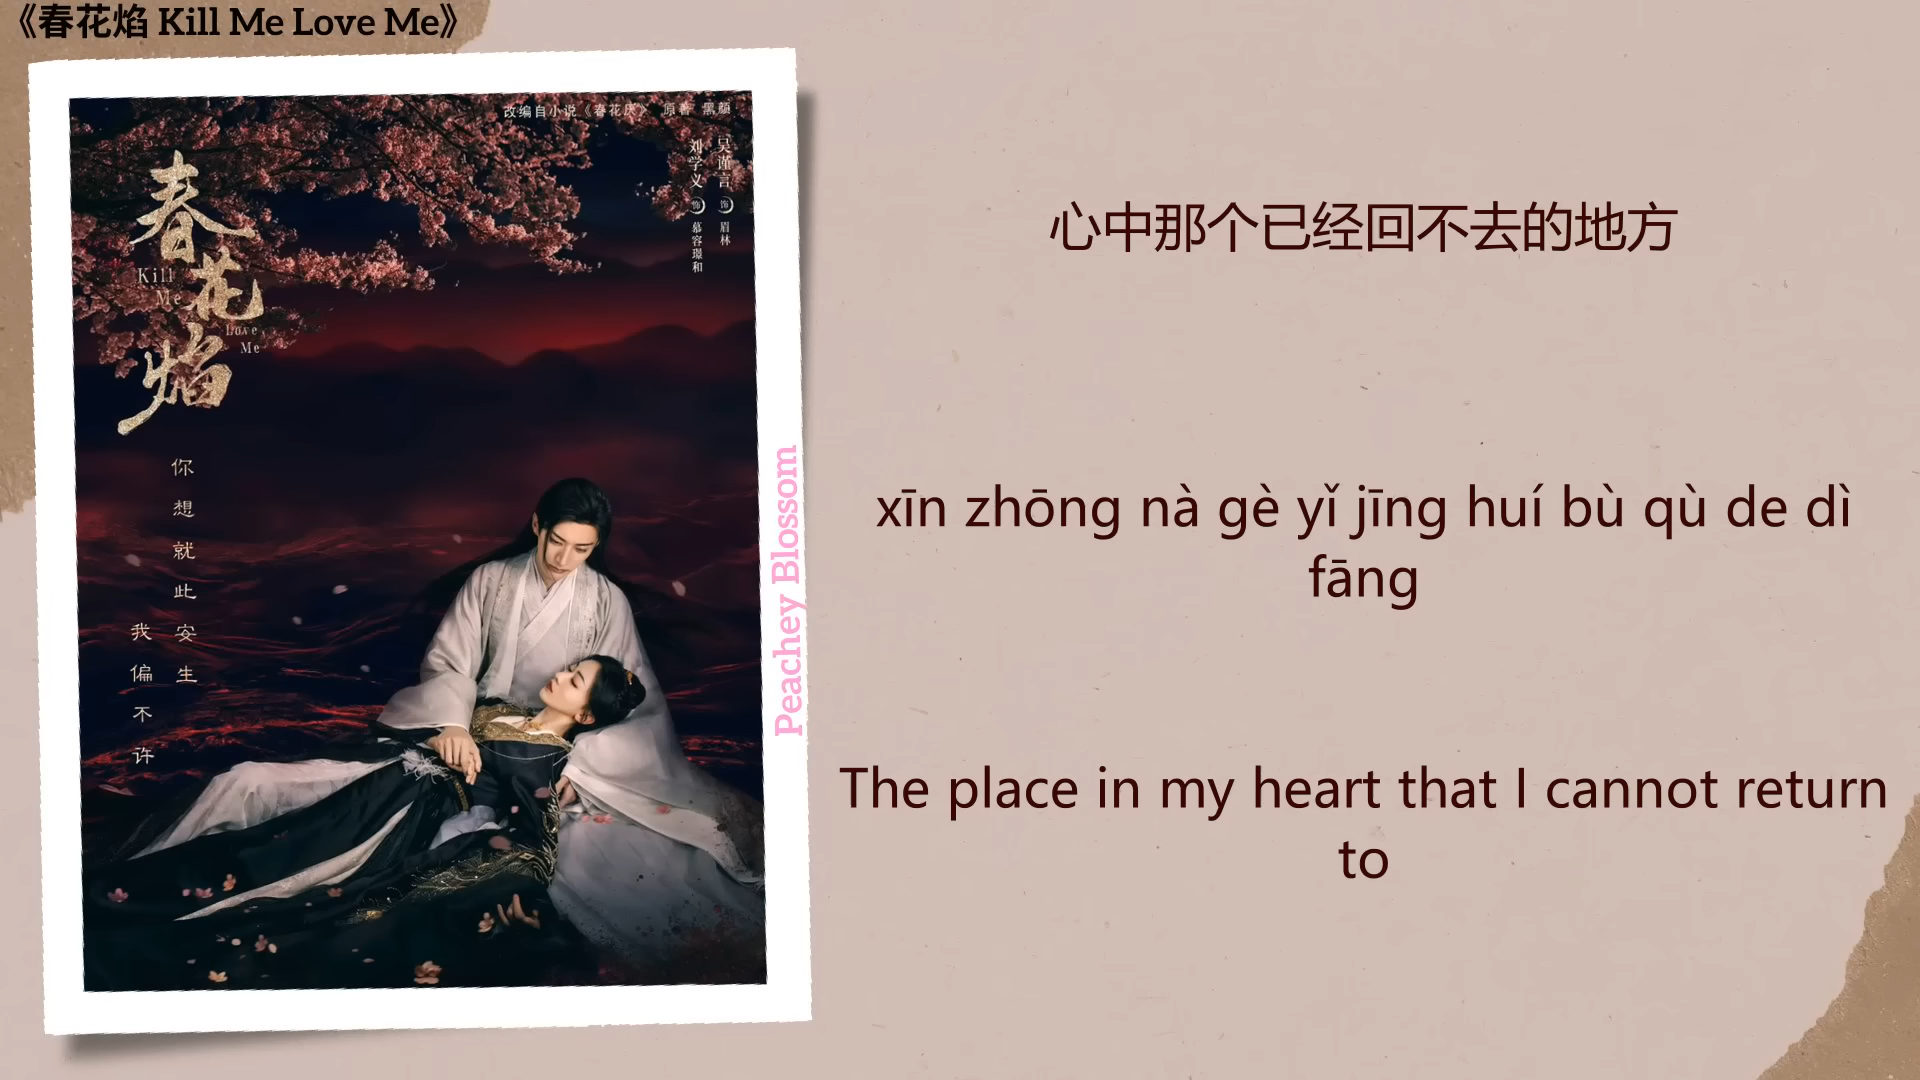 《春花焰 Kill Me Love Me》
改编自小说《春花厌》 原著 黑颜
吴谨言 饰 眉林
刘学义 饰 慕容璟和
春花焰
Kill
Me
Love
Me
你想就此安生
我偏不许
Peachey Blossom
心中那个已经回不去的地方
xīn zhōng nà gè yǐ jīng huí bù qù de dì
fāng
The place in my heart that I cannot return
to